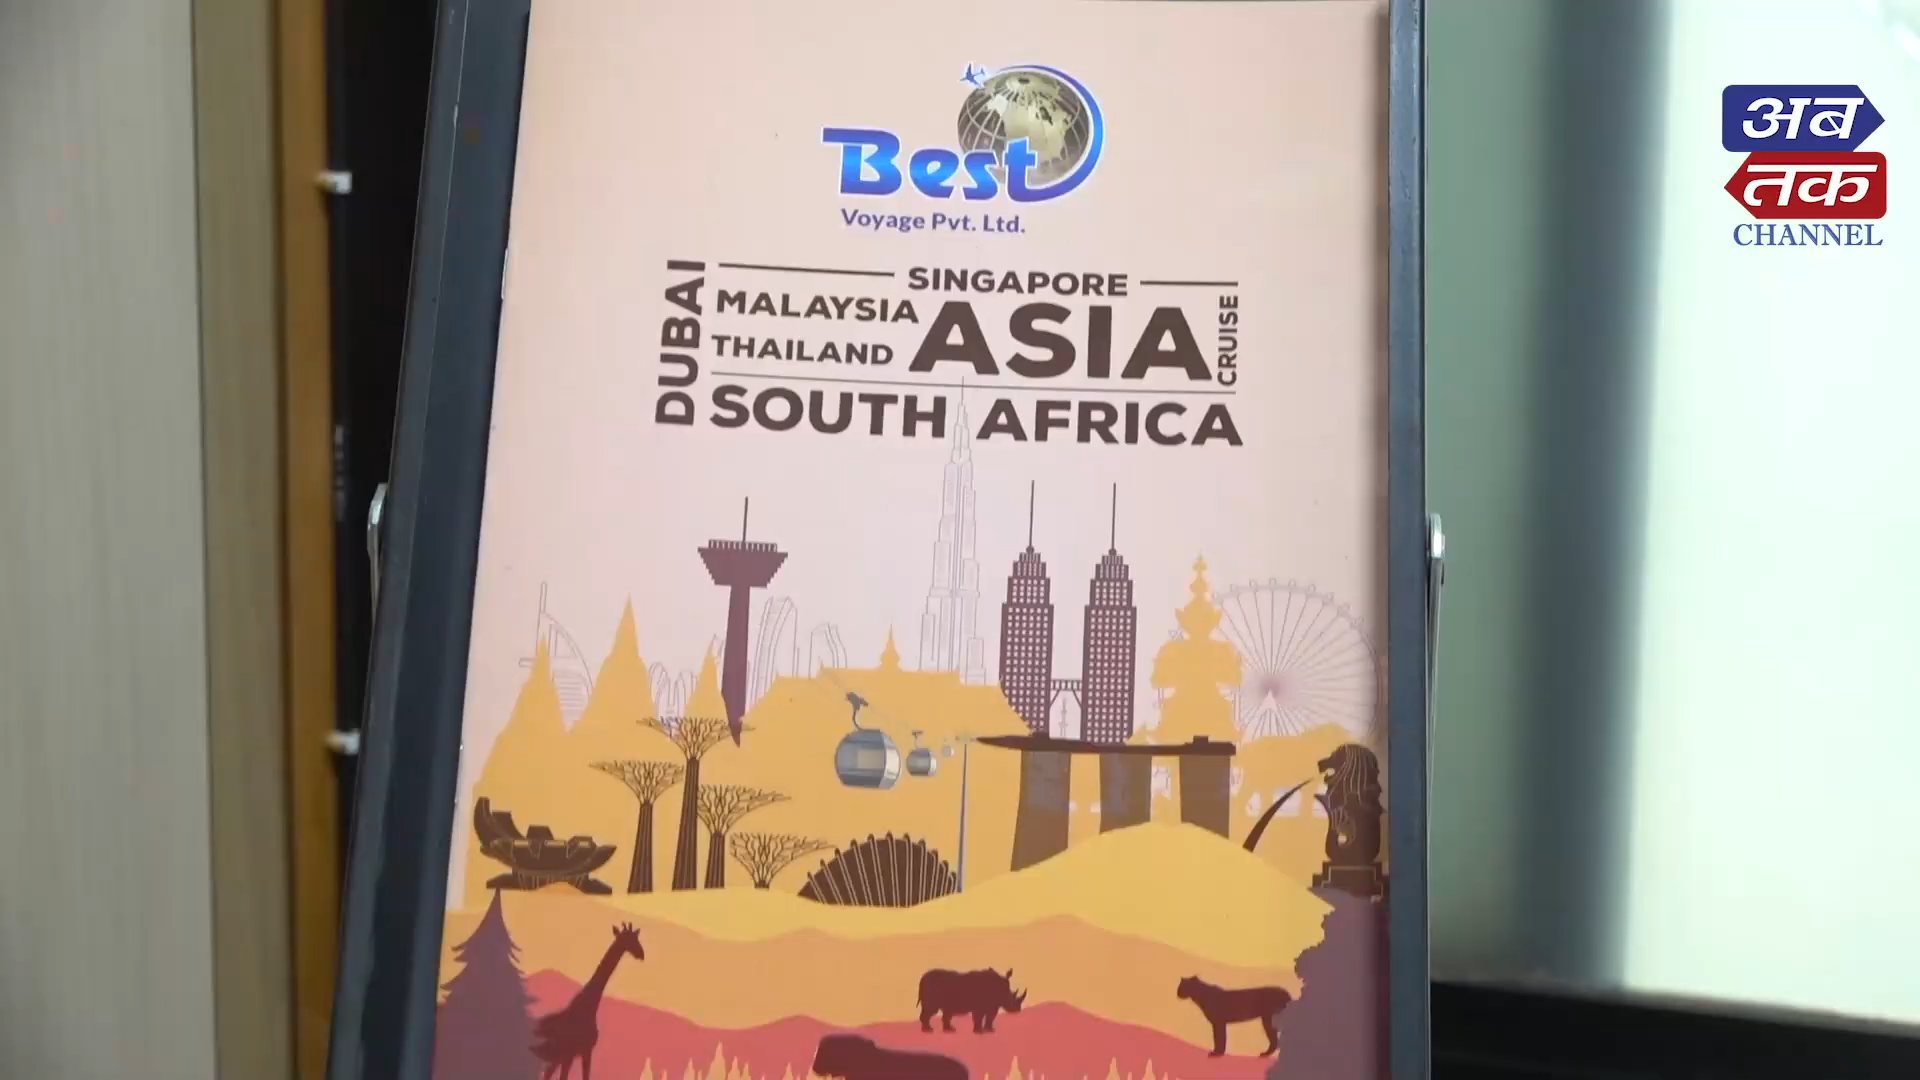 Best
Voyage Pvt. Ltd.
DUBAI
SINGAPORE
MALAYSIA
THAILAND
ASIA
CRUISE
SOUTH AFRICA
अब
तक
CHANNEL